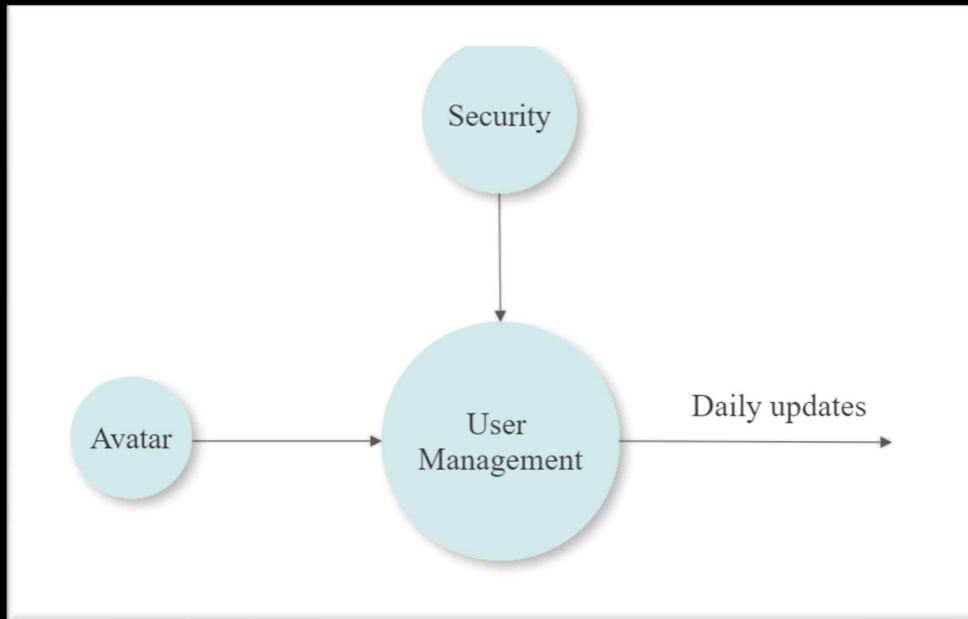 Security
Avatar
User
Management
Daily updates